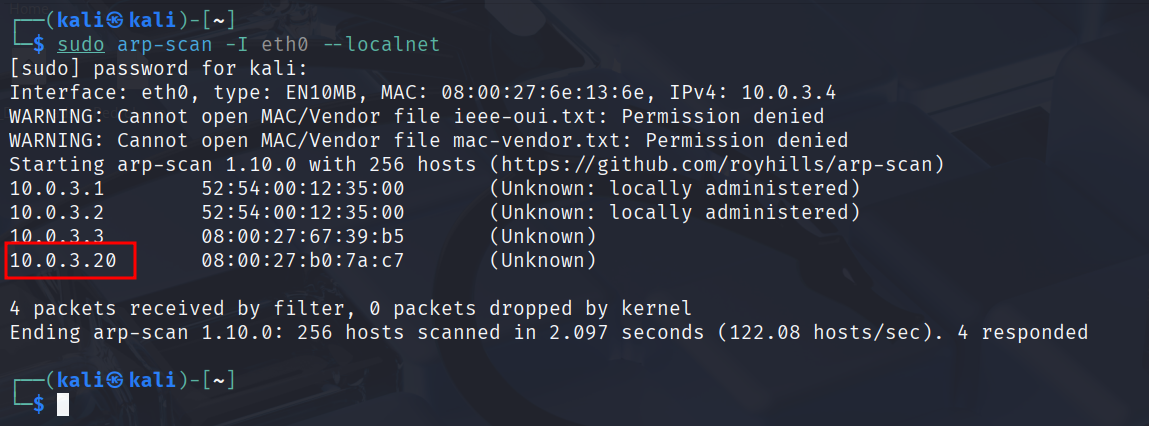 ┌──(kali㉿kali)-[~]
└─$ sudo arp-scan -I eth0 --localnet
[sudo] password for kali:
Interface: eth0, type: EN10MB, MAC: 08:00:27:6e:13:6e, IPv4: 10.0.3.4
WARNING: Cannot open MAC/Vendor file ieee-oui.txt: Permission denied
WARNING: Cannot open MAC/Vendor file mac-vendor.txt: Permission denied
Starting arp-scan 1.10.0 with 256 hosts (https://github.com/royhills/arp-scan)
10.0.3.1 52:54:00:12:35:00 (Unknown: locally administered)
10.0.3.2 52:54:00:12:35:00 (Unknown: locally administered)
10.0.3.3 08:00:27:67:39:b5 (Unknown)
10.0.3.20 08:00:27:b0:7a:c7 (Unknown)
4 packets received by filter, 0 packets dropped by kernel
Ending arp-scan 1.10.0: 256 hosts scanned in 2.097 seconds (122.08 hosts/sec). 4 responded
┌──(kali㉿kali)-[~]
└─$